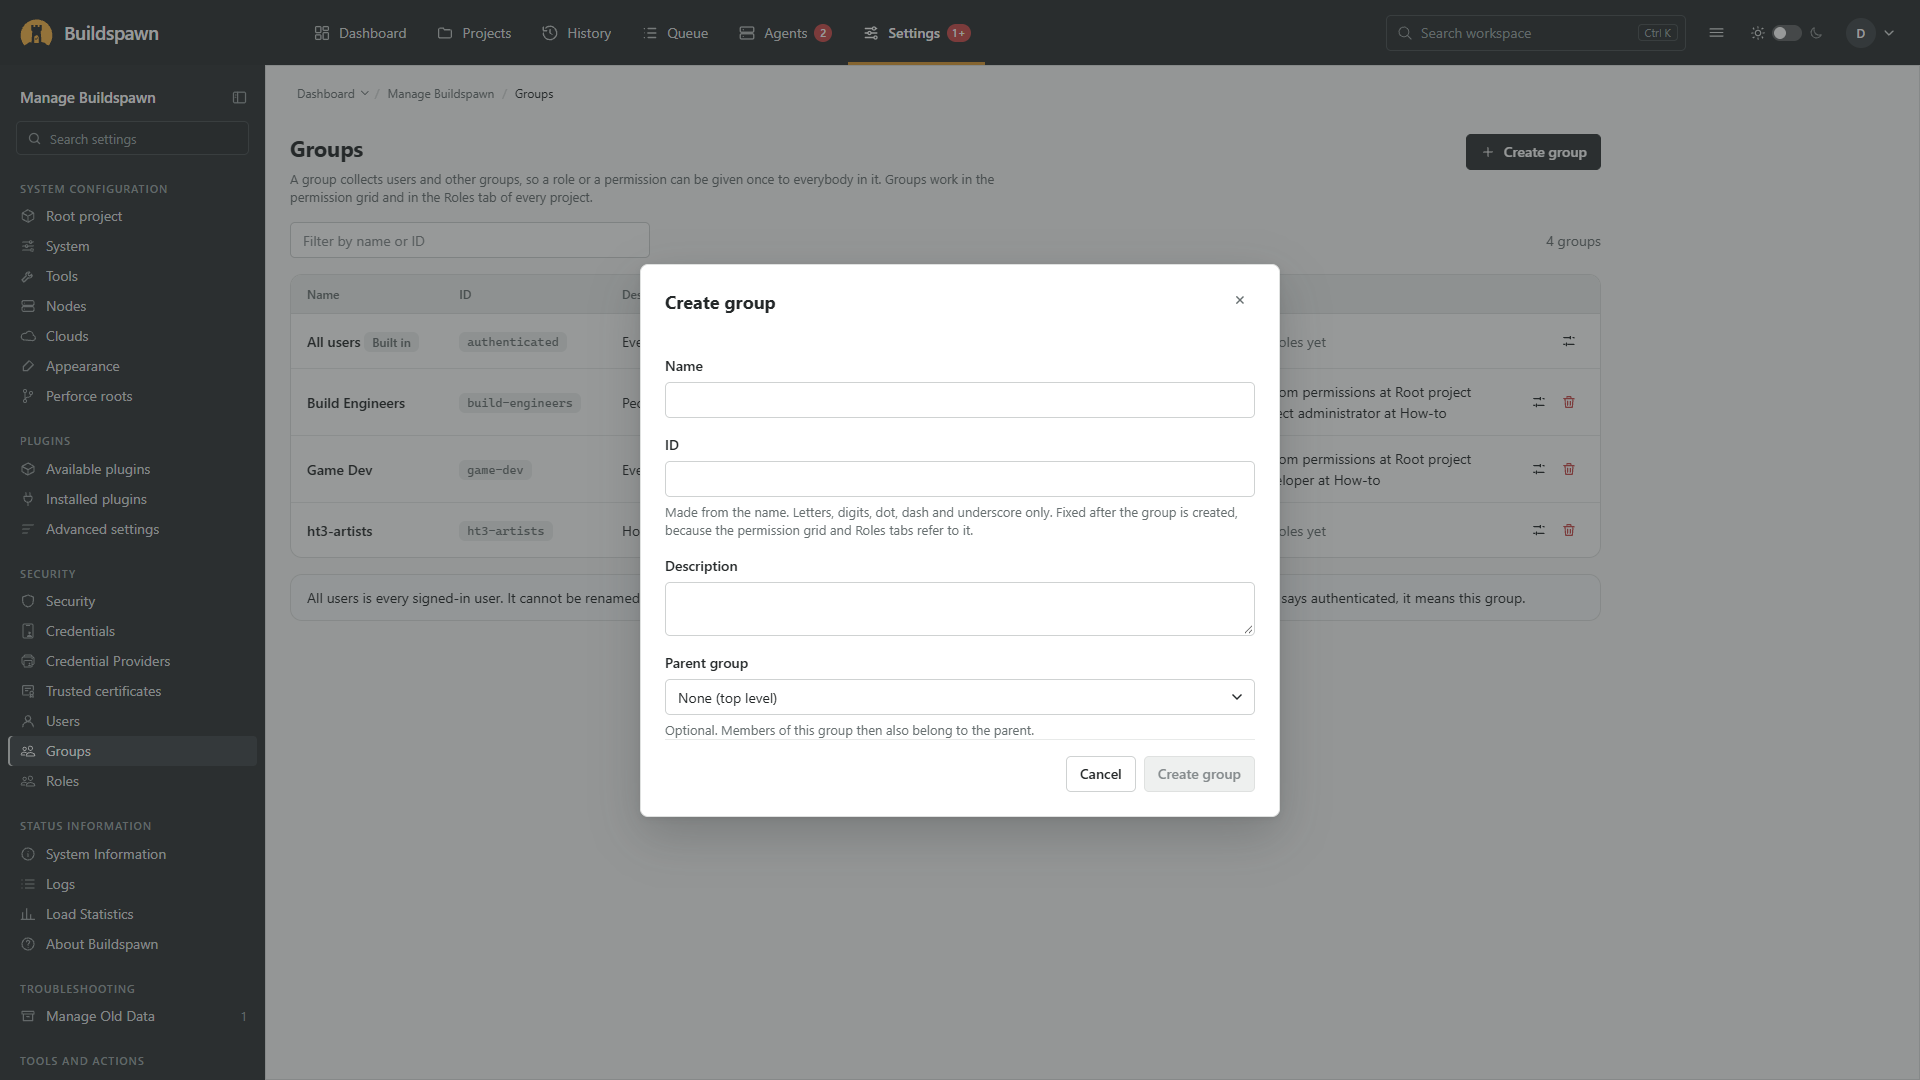 Buildspawn
Dashboard
Projects
History
Queue
Agents 2
Settings 1+
Search workspace Ctrl K
D
Manage Buildspawn
Search settings
SYSTEM CONFIGURATION
Root project
System
Tools
Nodes
Clouds
Appearance
Perforce roots
PLUGINS
Available plugins
Installed plugins
Advanced settings
SECURITY
Security
Credentials
Credential Providers
Trusted certificates
Users
Groups
Roles
STATUS INFORMATION
System Information
Logs
Load Statistics
About Buildspawn
TROUBLESHOOTING
Manage Old Data 1
TOOLS AND ACTIONS
Dashboard / Manage Buildspawn / Groups
Groups
+ Create group
A group collects users and other groups, so a role or a permission can be given once to everybody in it. Groups work in the
permission grid and in the Roles tab of every project.
Filter by name or ID
4 groups
Name ID Des
All users Built in authenticated Eve oles yet
Build Engineers build-engineers Peo om permissions at Root project
ect administrator at How-to
Game Dev game-dev Eve om permissions at Root project
eloper at How-to
ht3-artists ht3-artists Ho oles yet
All users is every signed-in user. It cannot be renamed says authenticated, it means this group.
Create group
Name
ID
Made from the name. Letters, digits, dot, dash and underscore only. Fixed after the group is created,
because the permission grid and Roles tabs refer to it.
Description
Parent group
None (top level)
Optional. Members of this group then also belong to the parent.
Cancel
Create group